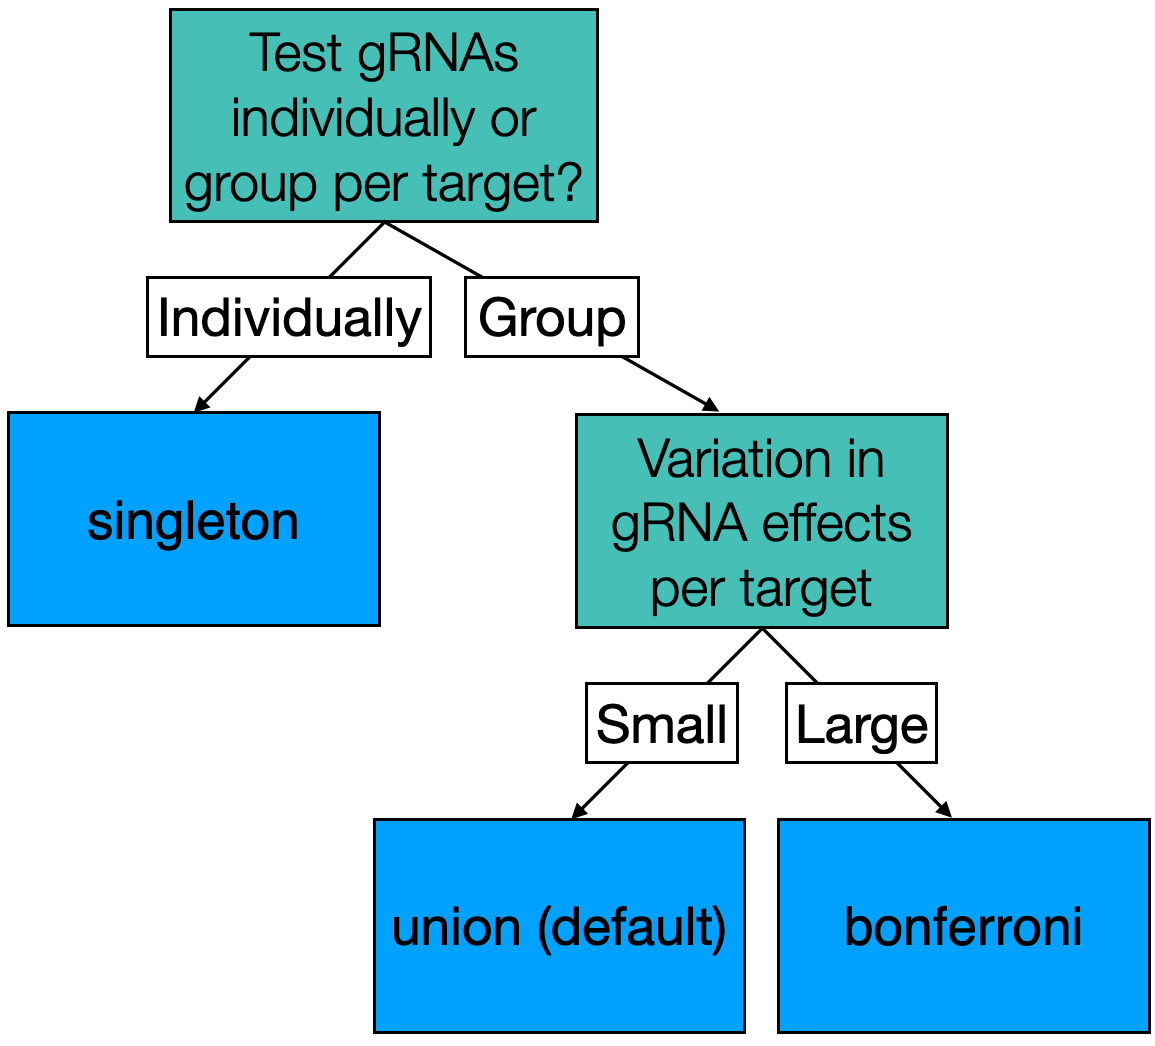 Test gRNAs
individually or
group per target?
Individually
Group
singleton
Variation in
gRNA effects
per target
Small
Large
union (default)
bonferroni